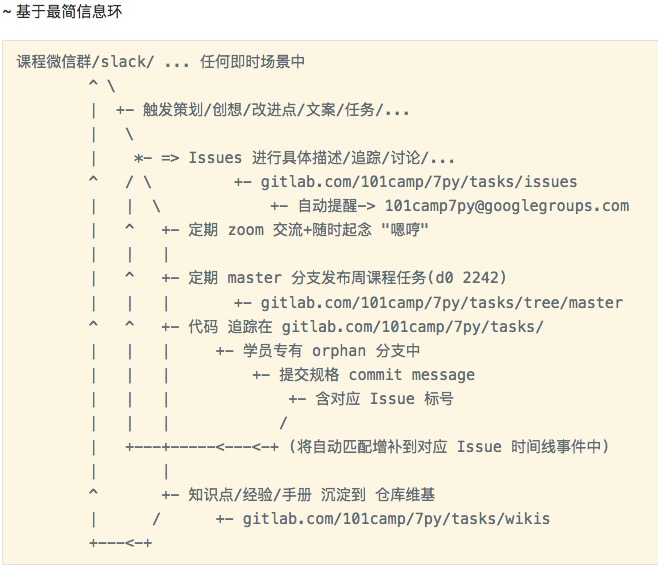 ~ 基于最简信息环
课程微信群/slack/ ... 任何即时场景中
^ \
|  +- 触发策划/创想/改进点/文案/任务/...
|   \
|    *- => Issues 进行具体描述/追踪/讨论/...
^   / \         +- gitlab.com/101camp/7py/tasks/issues
|   |  \            +- 自动提醒-> 101camp7py@googlegroups.com
|   ^   +- 定期 zoom 交流+随时起念 "嗯哼"
|   |   |
|   ^   +- 定期 master 分支发布周课程任务(d0 2242)
|   |   |       +- gitlab.com/101camp/7py/tasks/tree/master
^   ^   +- 代码 追踪在 gitlab.com/101camp/7py/tasks/
|   |   |     +- 学员专有 orphan 分支中
|   |   |         +- 提交规格 commit message
|   |   |             +- 含对应 Issue 标号
|   |   |            /
|   +---+-----<---<-+ (将自动匹配增补到对应 Issue 时间线事件中)
|       |
^       +- 知识点/经验/手册 沉淀到 仓库维基
|      /      +- gitlab.com/101camp/7py/tasks/wikis
+---<-+